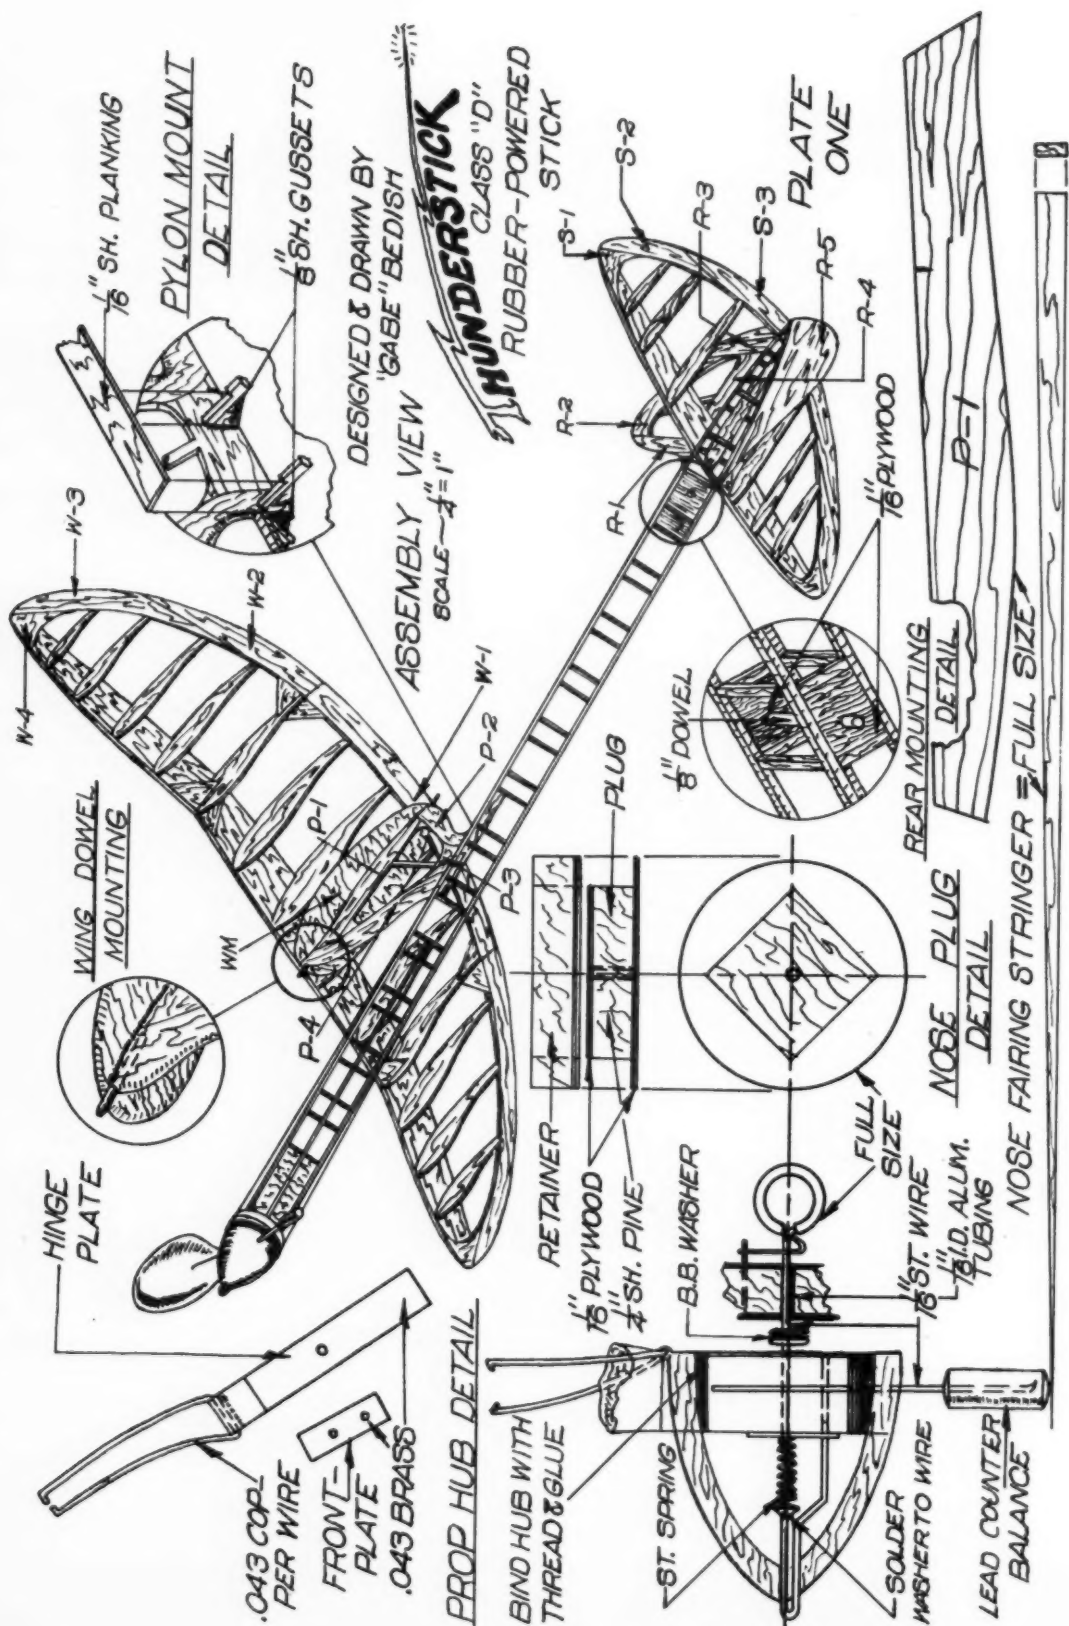 HINGE
PLATE
.043 COP-
PER WIRE
FRONT-
PLATE
.043 BRASS
PROP HUB DETAIL
BIND HUB WITH
THREAD & GLUE
ST. SPRING
SOLDER
WASHER TO WIRE
LEAD COUNTER
BALANCE
WING DOWEL
MOUNTING
W-4
W-3
W-2
W-1
WM
P-1
P-2
P-3
P-4
1/16" SH. PLANKING
PYLON MOUNT
DETAIL
1/8" SH. GUSSETS
DESIGNED & DRAWN BY
"GABE" BEDISH
ASSEMBLY VIEW
SCALE~1/4"=1"
THUNDERSTICK
CLASS "D"
RUBBER-POWERED
STICK
PLATE
ONE
S-1
S-2
S-3
R-1
R-2
R-3
R-4
R-5
RETAINER
1/16" PLYWOOD
1/4" SH. PINE
PLUG
B.B. WASHER
FULL
SIZE
1/16" ST. WIRE
1/16" I.D. ALUM.
TUBING
NOSE PLUG
DETAIL
1/8" DOWEL
1/16" PLYWOOD
REAR MOUNTING
DETAIL
P-1
NOSE FAIRING STRINGER = FULL SIZE